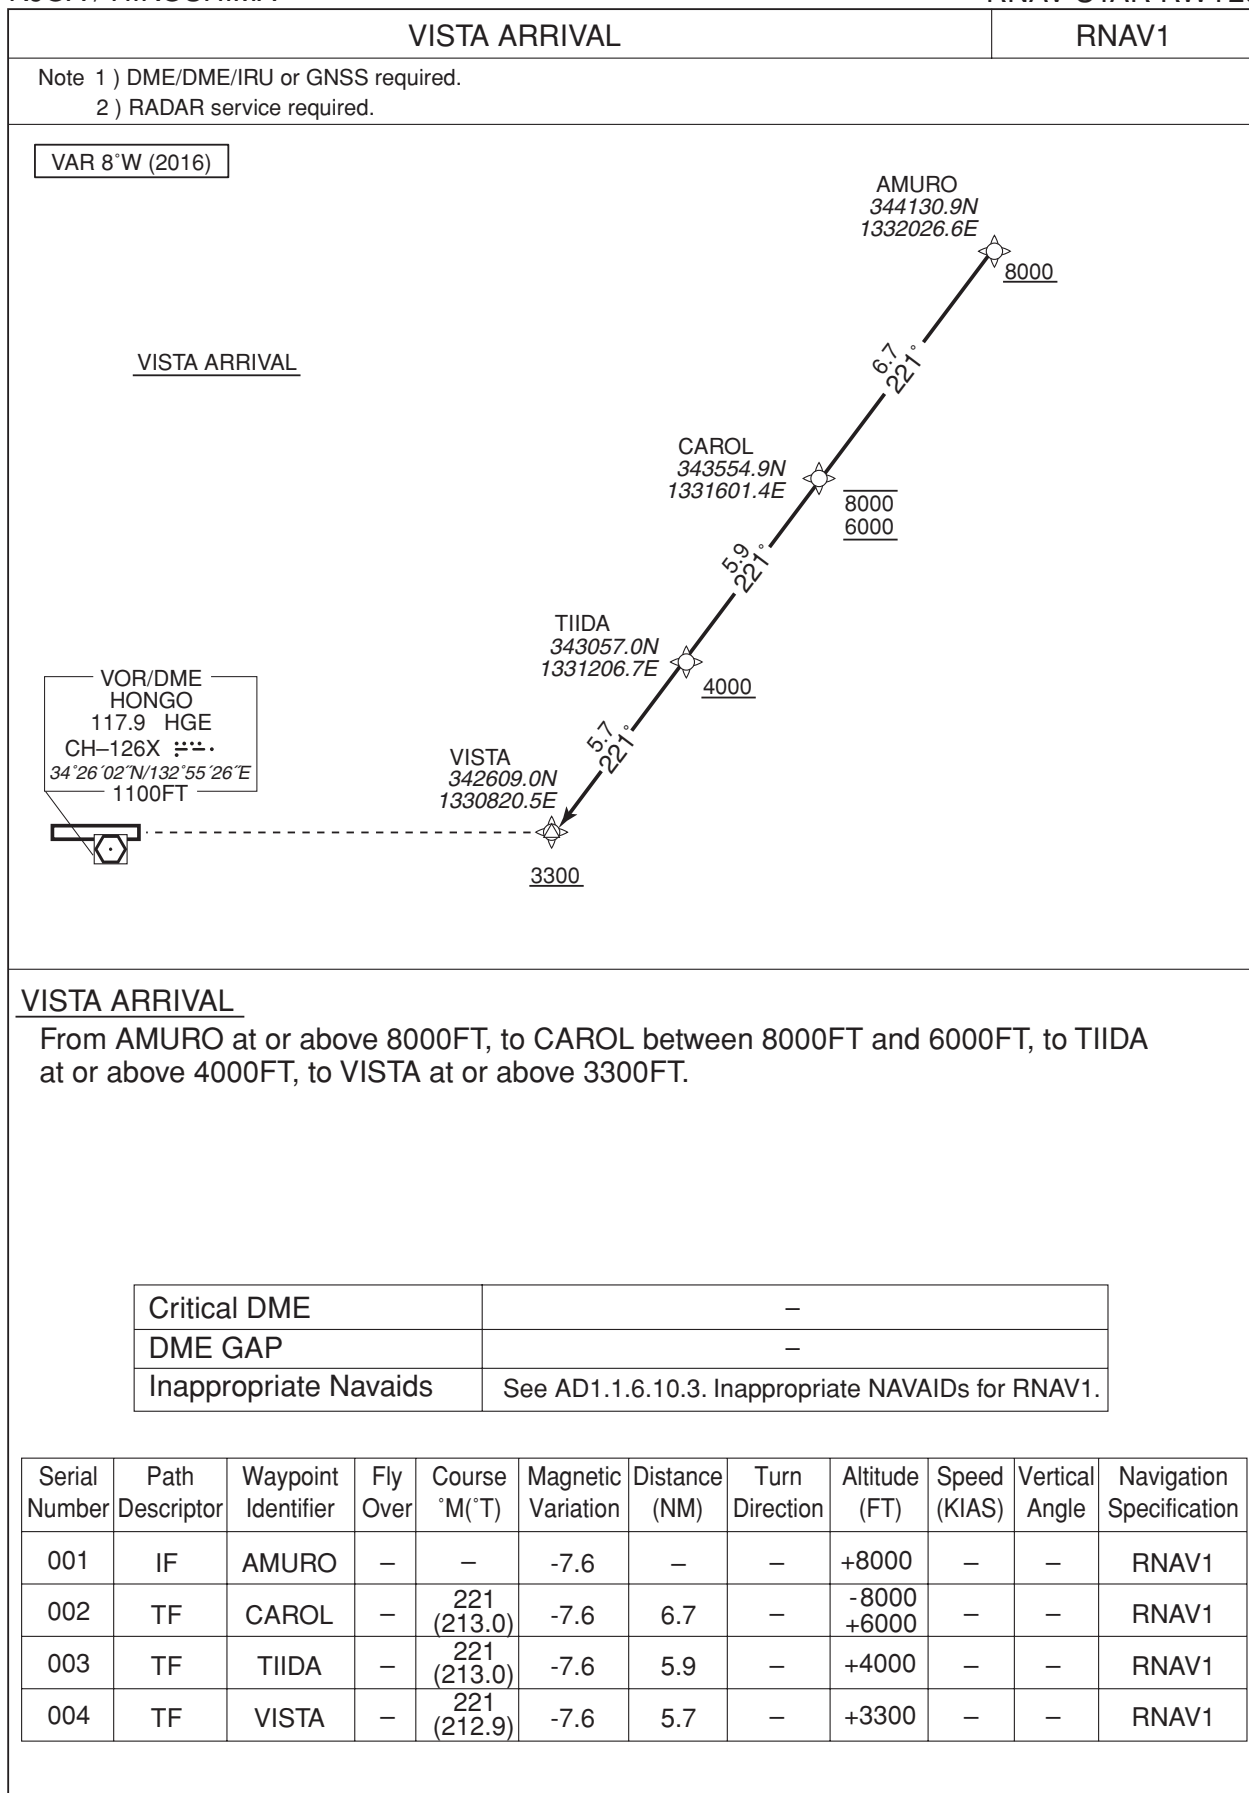 VISTA ARRIVAL
RNAV1
Note 1 ) DME/DME/IRU or GNSS required.
2 ) RADAR service required.
VAR 8˚W (2016)
AMURO
344130.9N
1332026.6E
8000
VISTA ARRIVAL
6.7
221˚
CAROL
343554.9N
1331601.4E
8000
6000
5.9
221˚
TIIDA
343057.0N
1331206.7E
4000
VOR/DME
HONGO
117.9 HGE
CH–126X
34˚26´02˝N/132˚55´26˝E
1100FT
5.7
221˚
VISTA
342609.0N
1330820.5E
3300
VISTA ARRIVAL
From AMURO at or above 8000FT, to CAROL between 8000FT and 6000FT, to TIIDA
at or above 4000FT, to VISTA at or above 3300FT.
Critical DME –
DME GAP –
Inappropriate Navaids See AD1.1.6.10.3. Inappropriate NAVAIDs for RNAV1.
Serial Number Path Descriptor Waypoint Identifier Fly Over Course ˚M(˚T) Magnetic Variation Distance (NM) Turn Direction Altitude (FT) Speed (KIAS) Vertical Angle Navigation Specification
001 IF AMURO – – -7.6 – – +8000 – – RNAV1
002 TF CAROL – 221 (213.0) -7.6 6.7 – -8000 +6000 – – RNAV1
003 TF TIIDA – 221 (213.0) -7.6 5.9 – +4000 – – RNAV1
004 TF VISTA – 221 (212.9) -7.6 5.7 – +3300 – – RNAV1